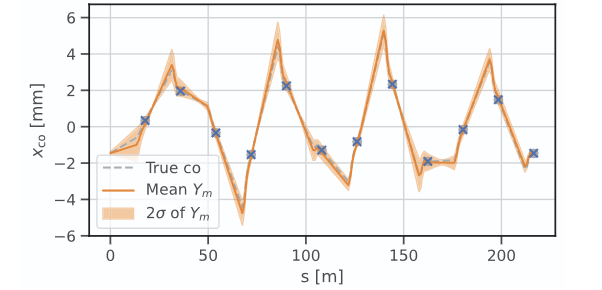 6
4
2
0
−2
−4
−6
x_co [mm]
True co
Mean Y_m
2σ of Y_m
0 50 100 150 200
s [m]